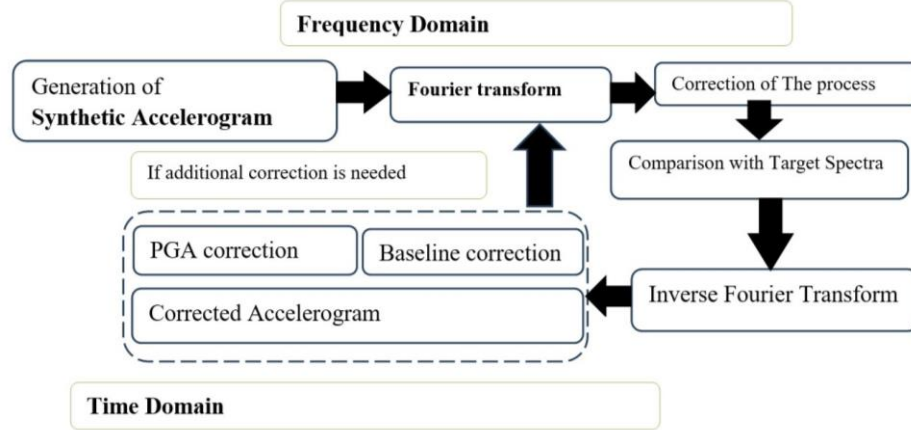 Frequency Domain
Generation of
Synthetic Accelerogram
Fourier transform
Correction of The process
Comparison with Target Spectra
If additional correction is needed
PGA correction
Baseline correction
Inverse Fourier Transform
Corrected Accelerogram
Time Domain